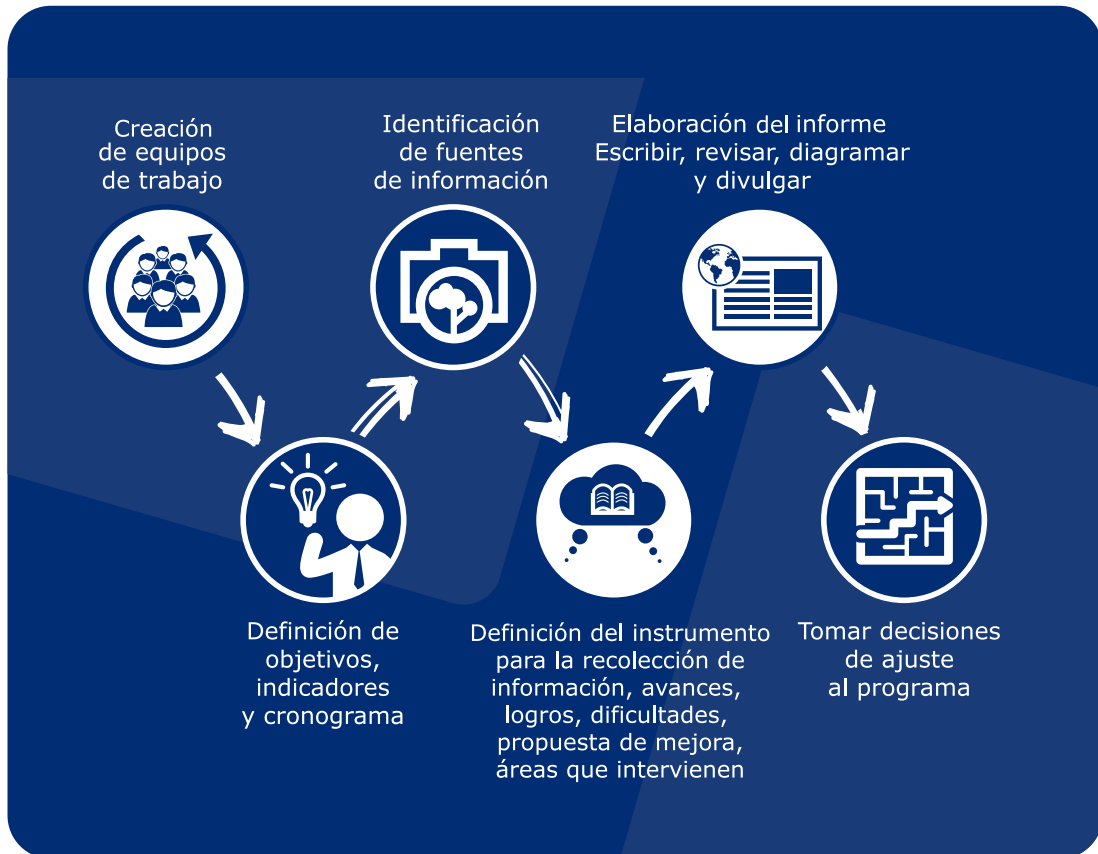 Creación
de equipos
de trabajo
Definición de
objetivos,
indicadores
y cronograma
Identificación
de fuentes
de información
Definición del instrumento
para la recolección de
información, avances,
logros, dificultades,
propuesta de mejora,
áreas que intervienen
Elaboración del informe
Escribir, revisar, diagramar
y divulgar
Tomar decisiones
de ajuste
al programa